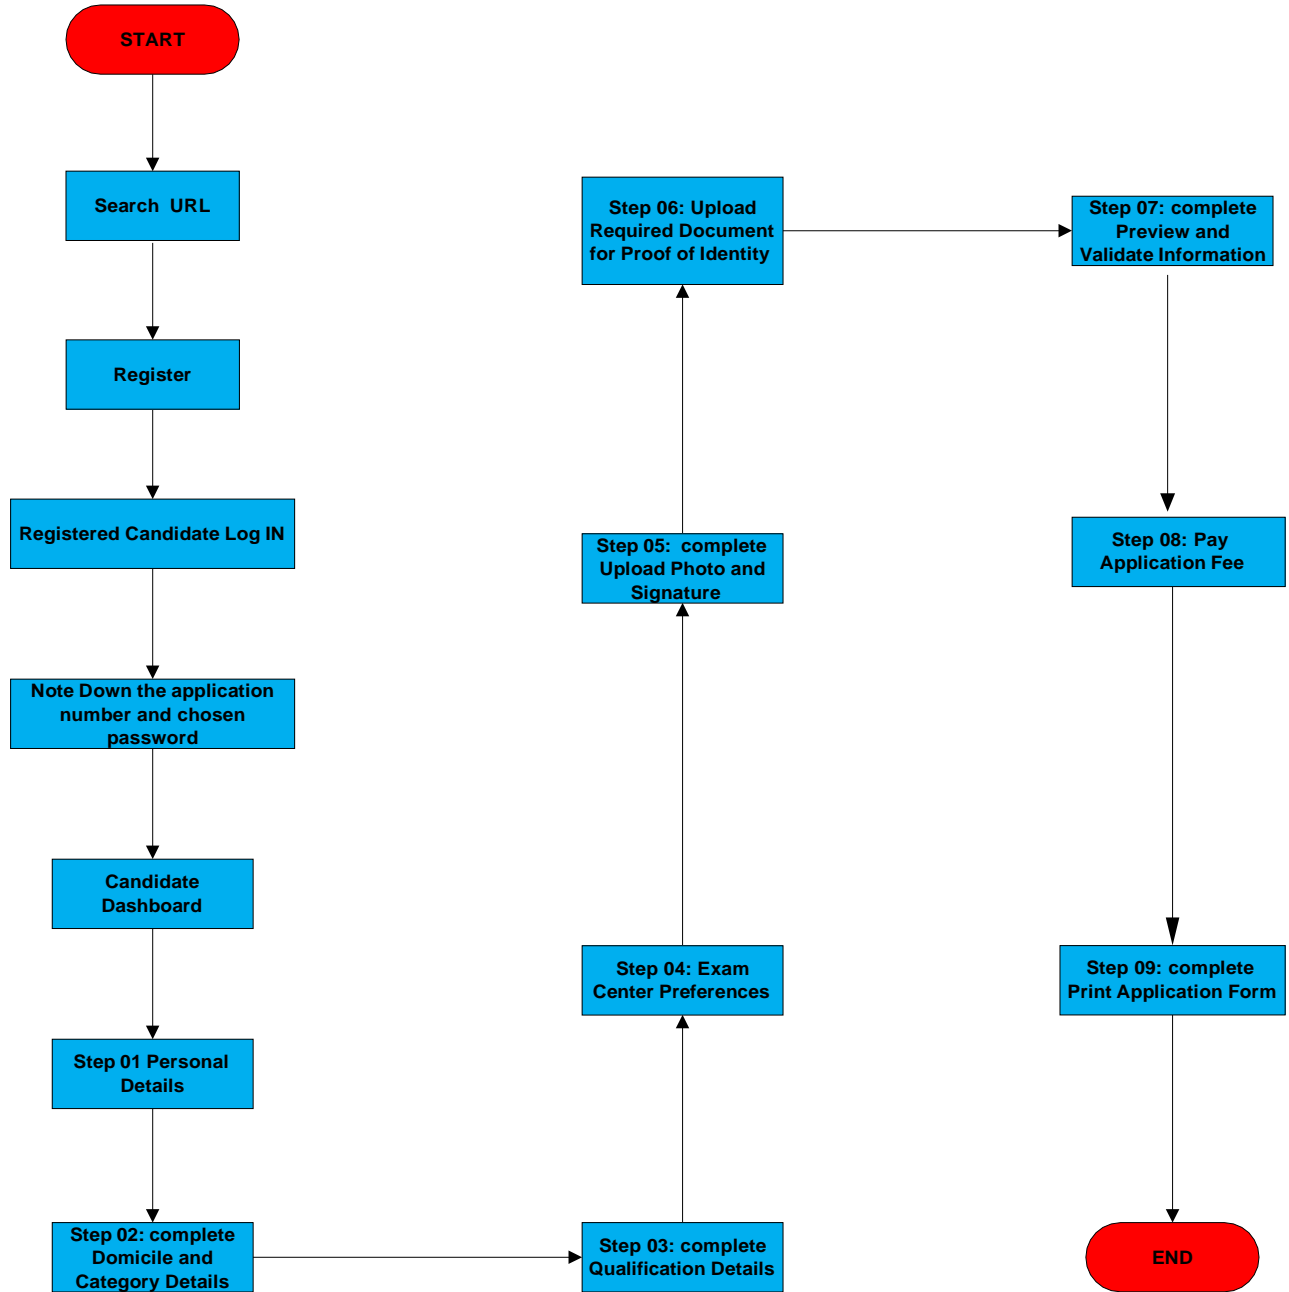 START
Search  URL
Register
Registered Candidate Log IN
Note Down the application
number and chosen
password
Candidate
Dashboard
Step 01 Personal
Details
Step 02: complete
Domicile and
Category Details
Step 03: complete
Qualification Details
Step 04: Exam
Center Preferences
Step 05:  complete
Upload Photo and
Signature
Step 06: Upload
Required Document
for Proof of Identity
Step 07: complete
Preview and
Validate Information
Step 08: Pay
Application Fee
Step 09: complete
Print Application Form
END